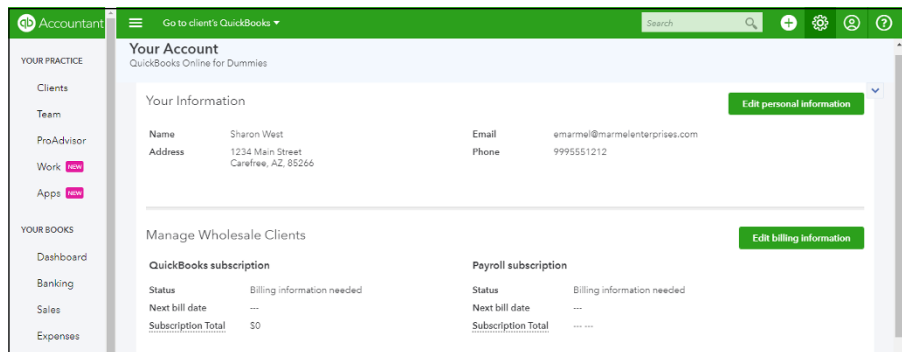 qb Accountant
Go to client's QuickBooks
Search
YOUR PRACTICE
Clients
Team
ProAdvisor
Work NEW
Apps NEW
YOUR BOOKS
Dashboard
Banking
Sales
Expenses
Your Account
QuickBooks Online for Dummies
Your Information
Edit personal information
Name Sharon West
Address 1234 Main Street
Carefree, AZ, 85266
Email emarmel@marmelenterprises.com
Phone 9995551212
Manage Wholesale Clients
Edit billing information
QuickBooks subscription
Status Billing information needed
Next bill date ---
Subscription Total $0
Payroll subscription
Status Billing information needed
Next bill date ---
Subscription Total --- ---